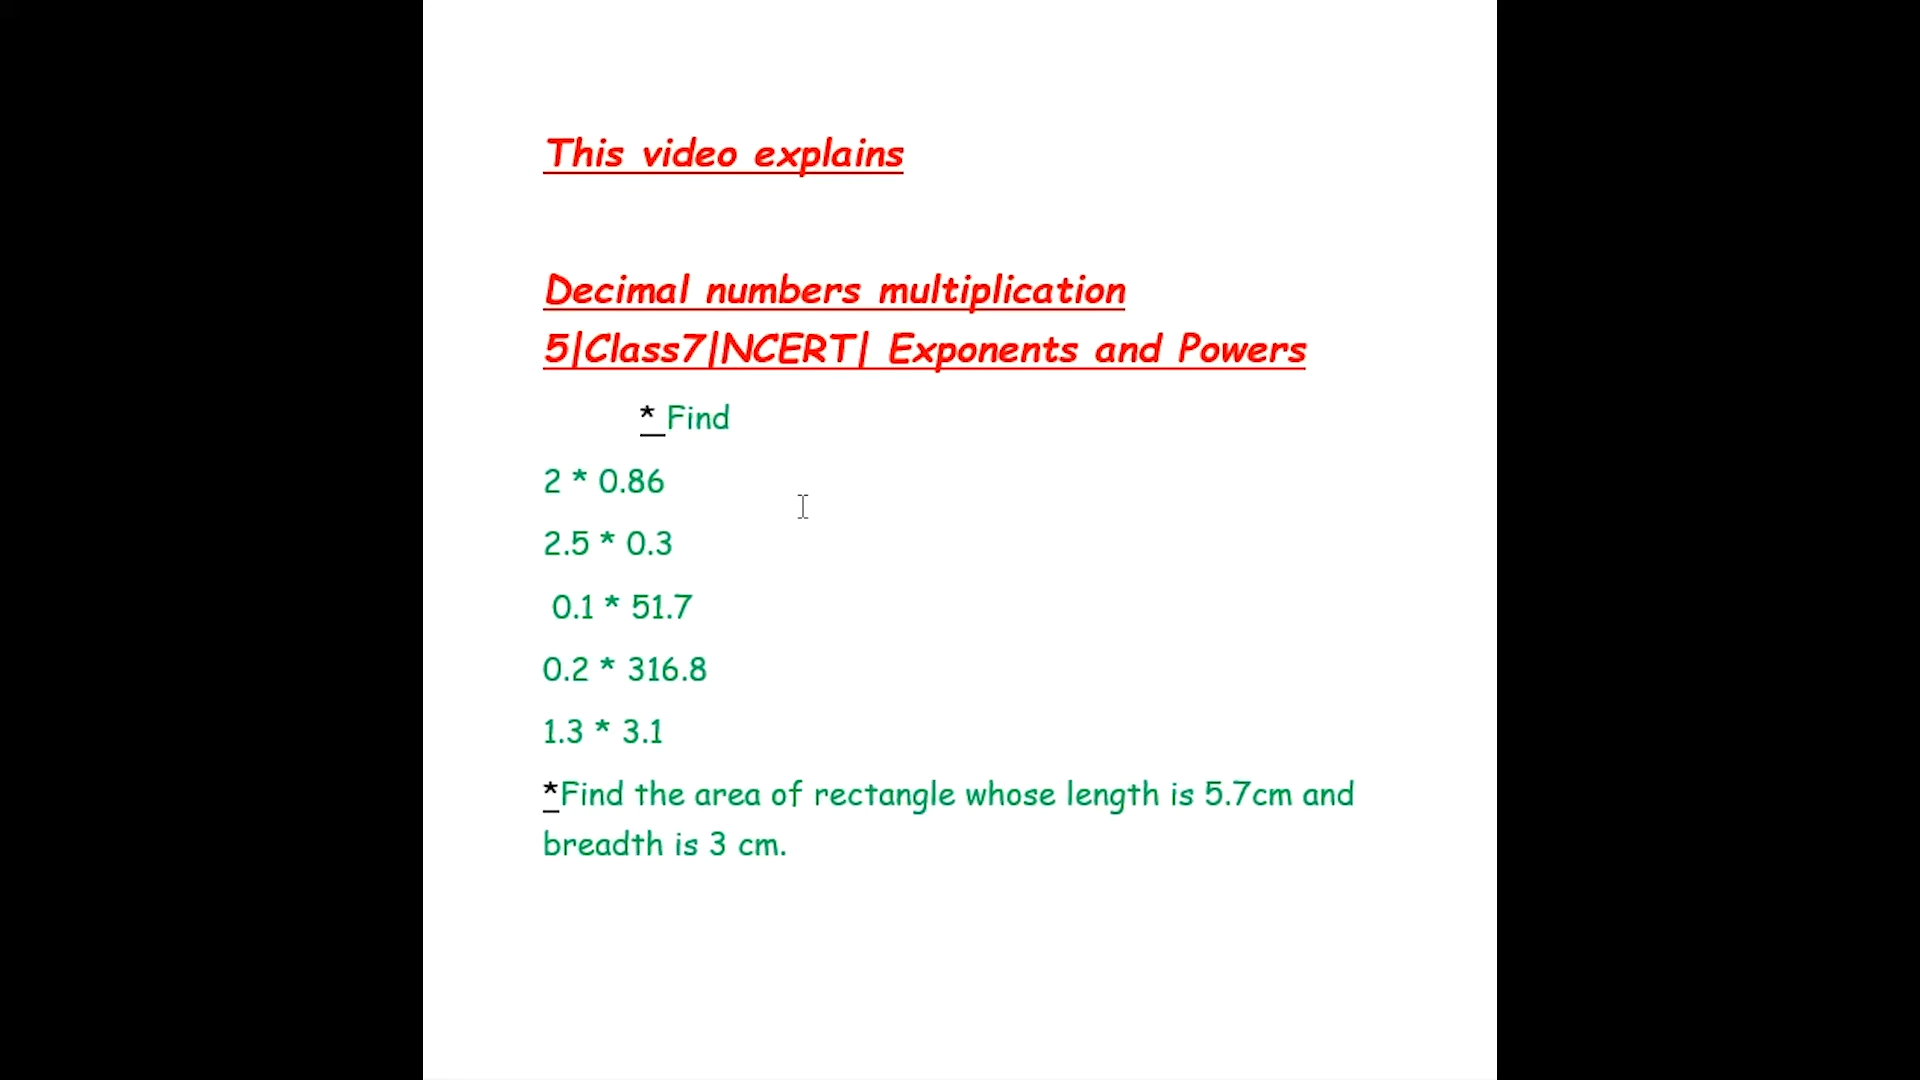 This video explains
Decimal numbers multiplication
5|Class7|NCERT| Exponents and Powers
* Find
2 * 0.86
2.5 * 0.3
0.1 * 51.7
0.2 * 316.8
1.3 * 3.1
*Find the area of rectangle whose length is 5.7cm and
breadth is 3 cm.